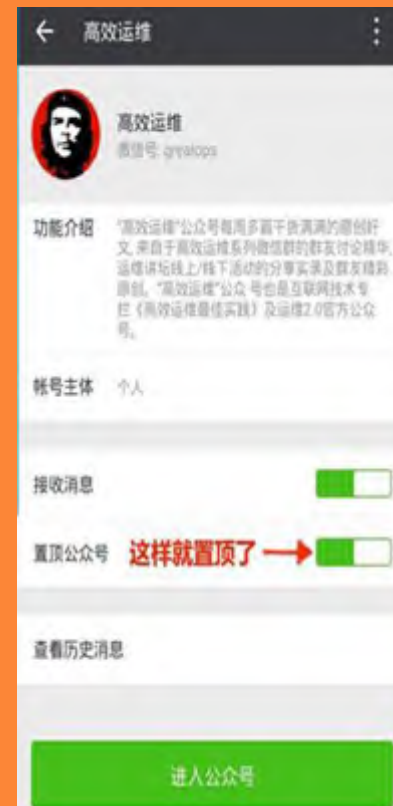 高效运维
高效运维
微信号: greatops
功能介绍
"高效运维"公众号每周多篇干货满满的原创好
文, 来自于高效运维系列微信群的群友讨论精华,
运维讲坛线上/线下活动的分享实录及群友精彩
原创。"高效运维"公众 号也是互联网技术专
栏《高效运维最佳实践》及运维2.0官方公众
号。
帐号主体 个人
接收消息
置顶公众号 这样就置顶了
查看历史消息
进入公众号